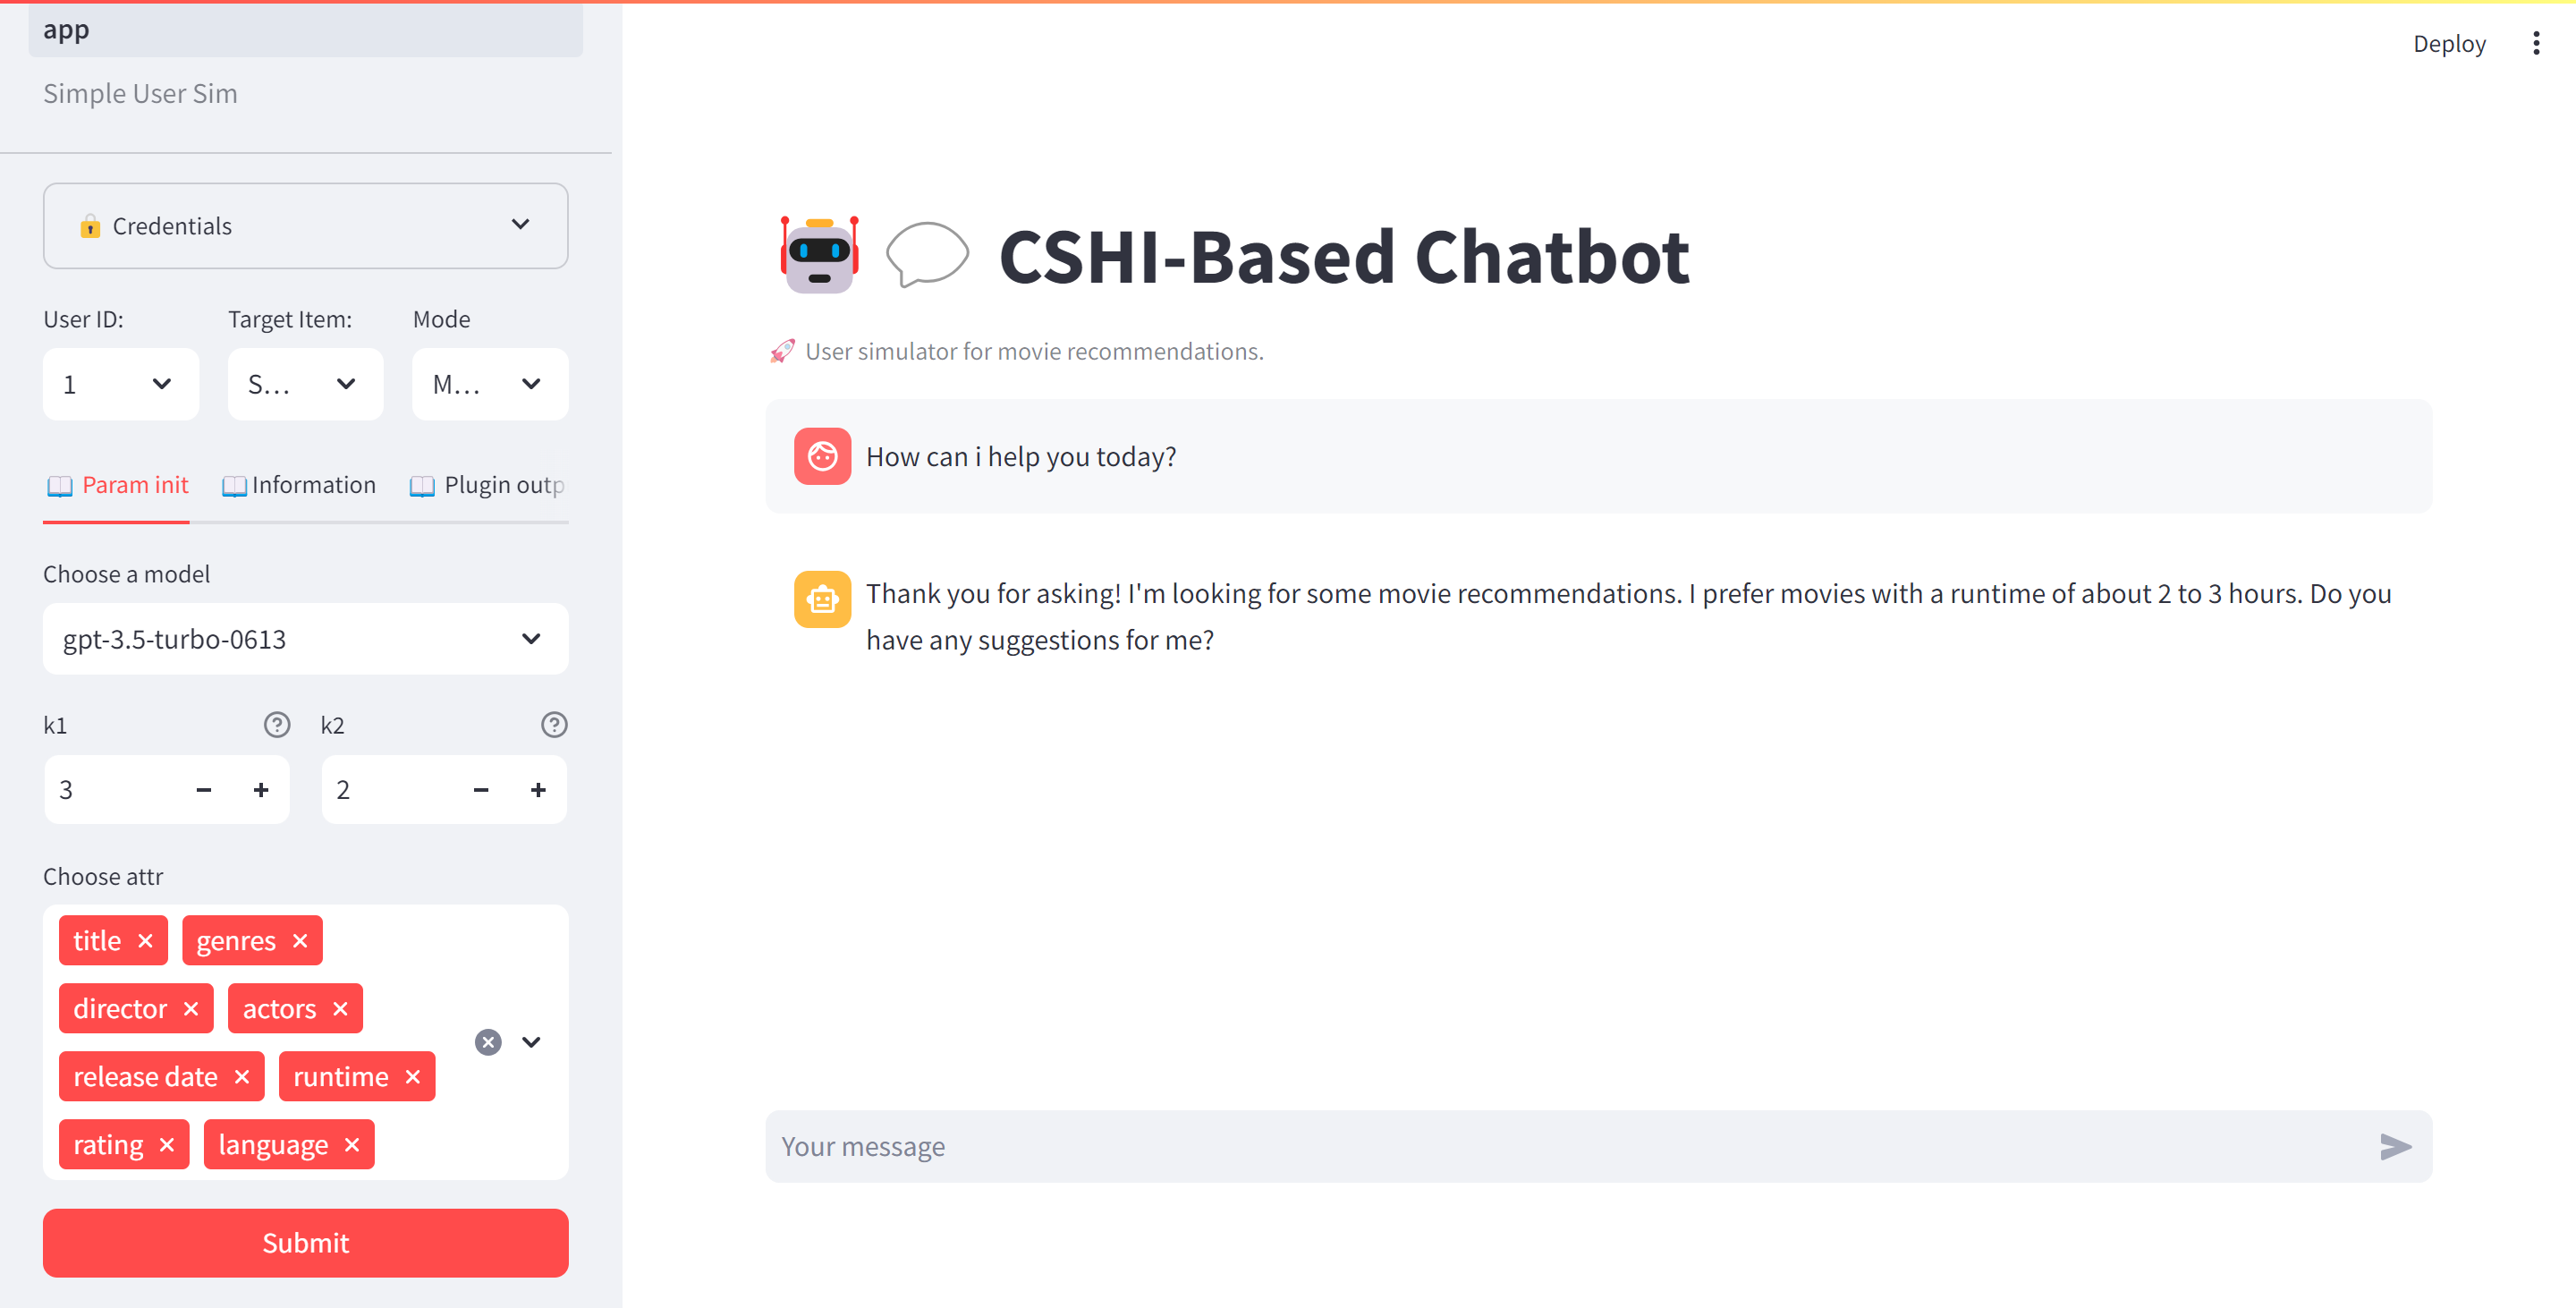 app
Simple User Sim
Credentials
User ID:
Target Item:
Mode
1
S...
M...
Param init
Information
Plugin outp
Choose a model
gpt-3.5-turbo-0613
k1
k2
3
2
Choose attr
title
genres
director
actors
release date
runtime
rating
language
Submit
Deploy
CSHI-Based Chatbot
User simulator for movie recommendations.
How can i help you today?
Thank you for asking! I'm looking for some movie recommendations. I prefer movies with a runtime of about 2 to 3 hours. Do you
have any suggestions for me?
Your message